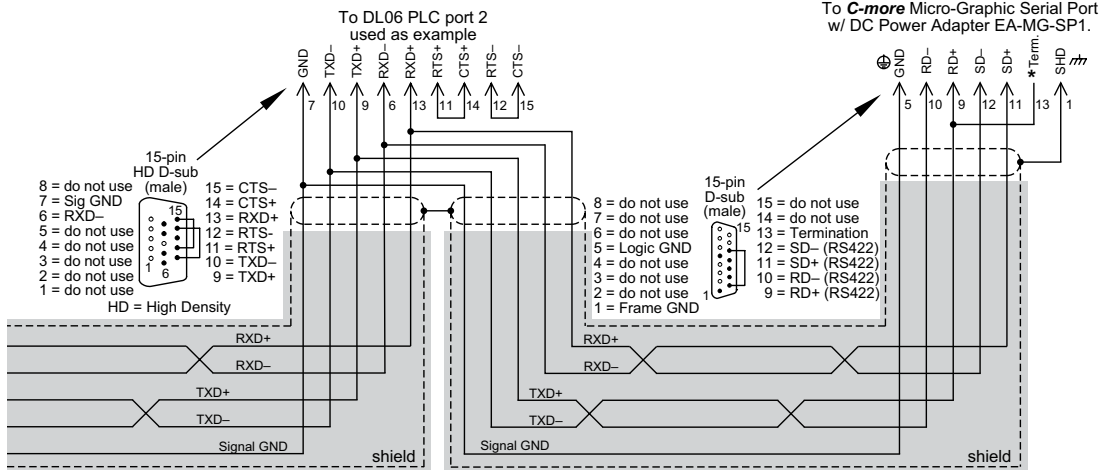 To DL06 PLC port 2
used as example
GND
TXD–
TXD+
RXD–
RXD+
RTS+
CTS+
RTS–
CTS–
7
10
9
6
13
11
14
12
15
15-pin
HD D-sub
(male)
8 = do not use
7 = Sig GND
6 = RXD–
5 = do not use
4 = do not use
3 = do not use
2 = do not use
1 = do not use
15
1
6
15 = CTS–
14 = CTS+
13 = RXD+
12 = RTS-
11 = RTS+
10 = TXD–
9 = TXD+
HD = High Density
To C-more Micro-Graphic Serial Port
w/ DC Power Adapter EA-MG-SP1.
GND
RD–
RD+
SD–
SD+
*Term.
SHD
5
10
9
12
11
13
1
15-pin
D-sub
(male)
8 = do not use
7 = do not use
6 = do not use
5 = Logic GND
4 = do not use
3 = do not use
2 = do not use
1 = Frame GND
15
1
15 = do not use
14 = do not use
13 = Termination
12 = SD– (RS422)
11 = SD+ (RS422)
10 = RD– (RS422)
9 = RD+ (RS422)
RXD+
RXD–
TXD+
TXD–
Signal GND
shield
RXD+
RXD–
TXD+
TXD–
Signal GND
shield